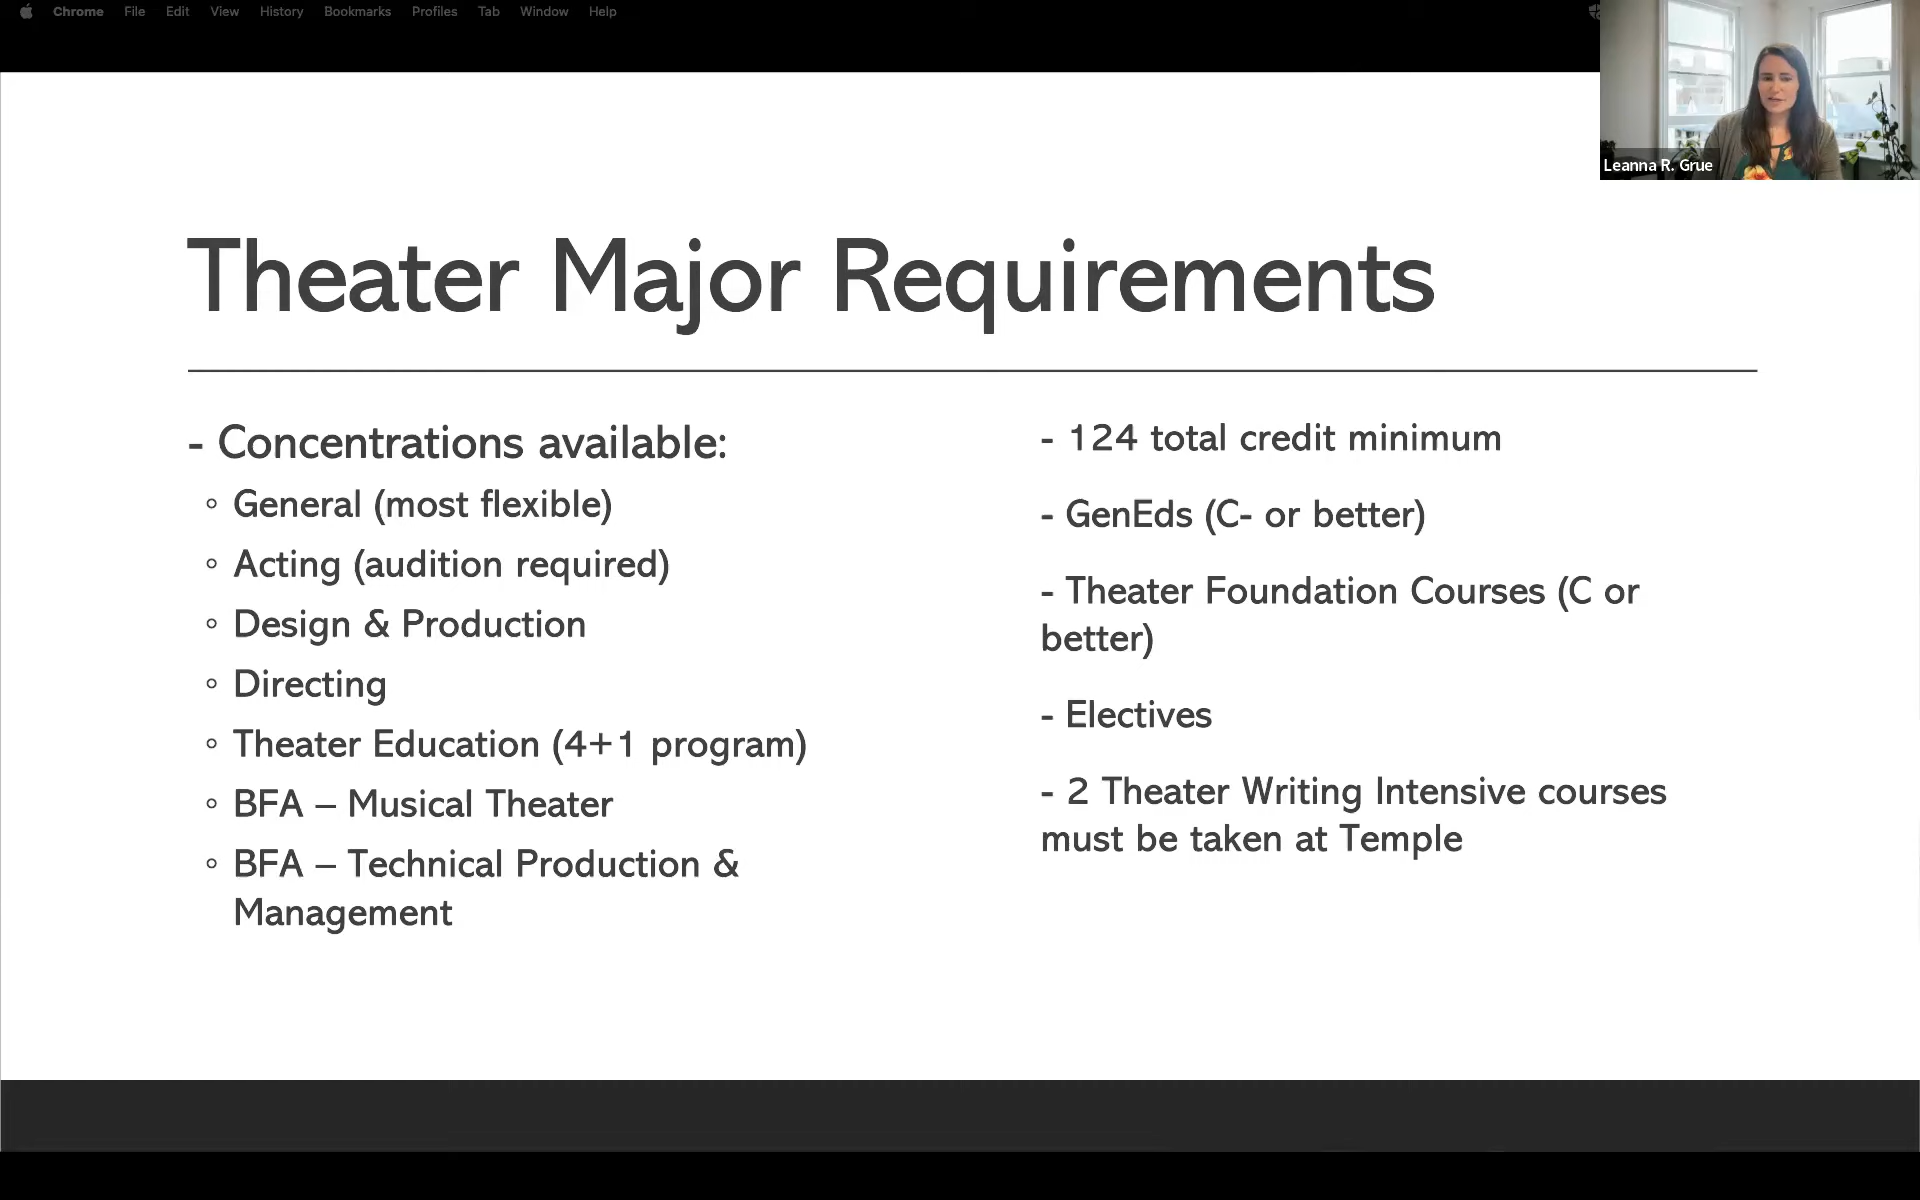 Chrome File Edit View History Bookmarks Profiles Tab Window Help
Leanna R. Grue
Theater Major Requirements
- Concentrations available:
◦ General (most flexible)
◦ Acting (audition required)
◦ Design & Production
◦ Directing
◦ Theater Education (4+1 program)
◦ BFA – Musical Theater
◦ BFA – Technical Production &
Management
- 124 total credit minimum
- GenEds (C- or better)
- Theater Foundation Courses (C or
better)
- Electives
- 2 Theater Writing Intensive courses
must be taken at Temple